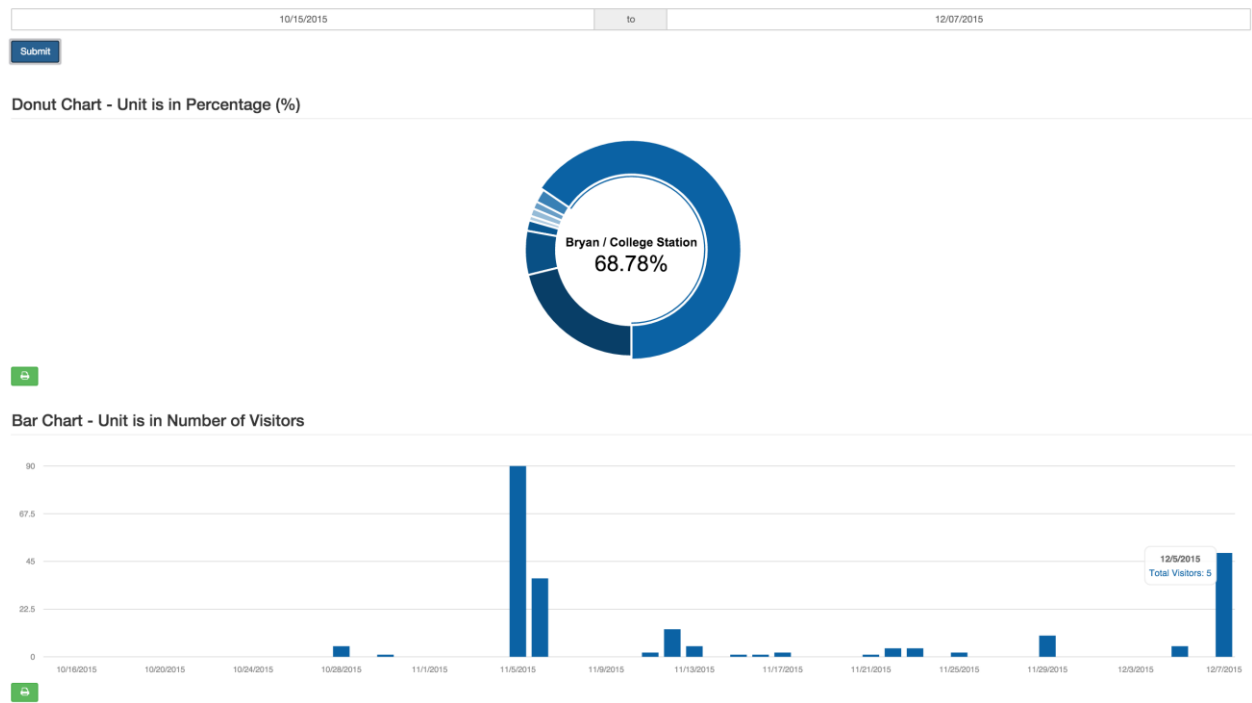 10/15/2015 to 12/07/2015
Submit
Donut Chart - Unit is in Percentage (%)
Bryan / College Station
68.78%
Bar Chart - Unit is in Number of Visitors
90
67.5
45
22.5
0
12/5/2015
Total Visitors: 5
10/16/2015 10/20/2015 10/24/2015 10/28/2015 11/1/2015 11/5/2015 11/9/2015 11/13/2015 11/17/2015 11/21/2015 11/25/2015 11/29/2015 12/3/2015 12/7/2015